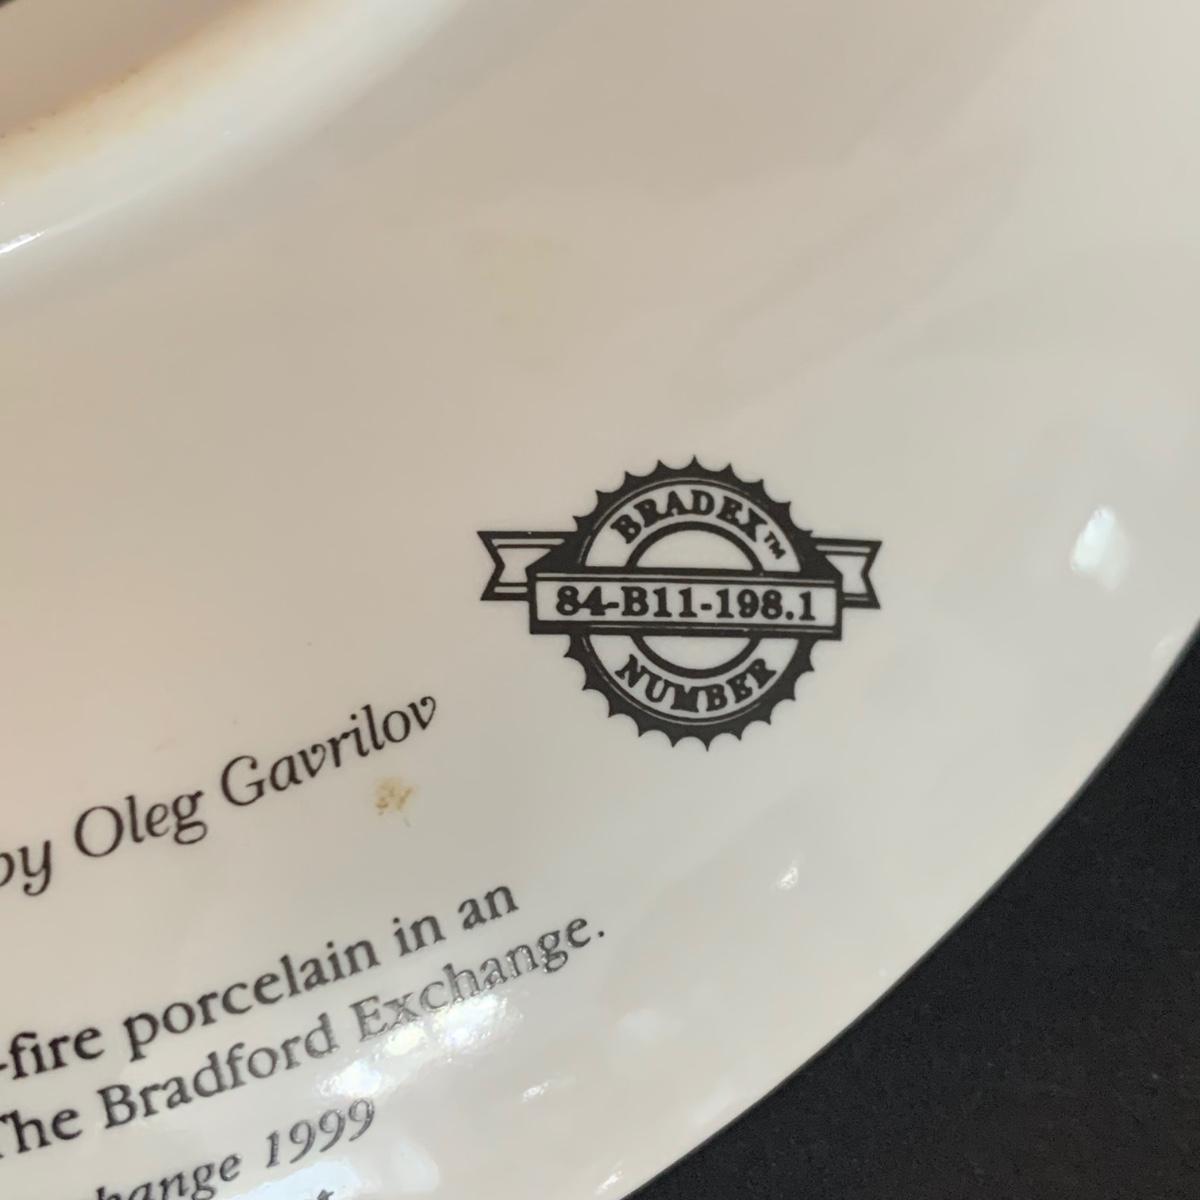 BRADEX™
84-B11-198.1
NUMBER
by Oleg Gavrilov
-fire porcelain in an
The Bradford Exchange.
hange 1999